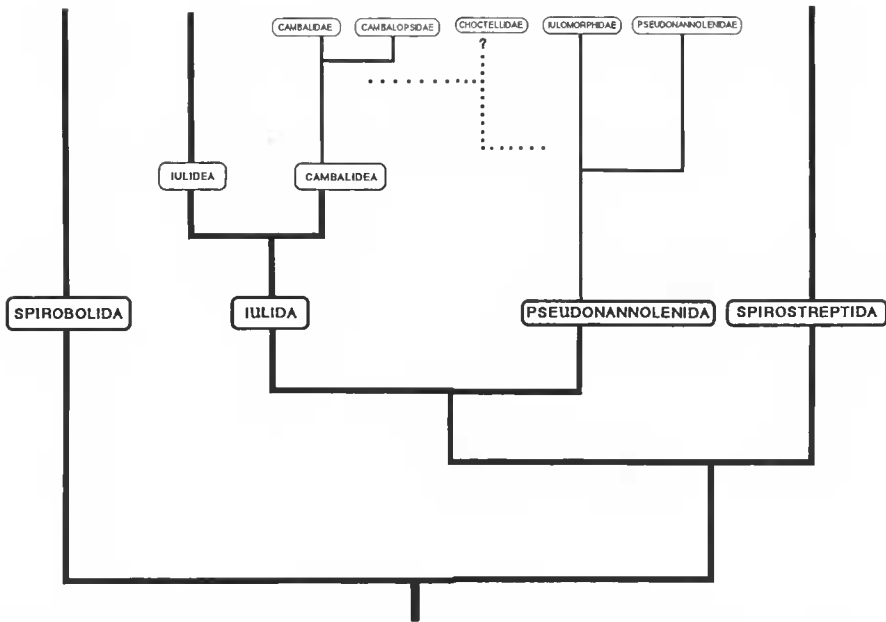 CAMBALIDAE CAMBALOPSIDAE CHOCTELLIDAE IULOMORPHIDAE PSEUDONANNOLENIDAE
?
IULIDEA CAMBALIDEA
SPIROBOLIDA IULIDA PSEUDONANNOLENIDA SPIROSTREPTIDA